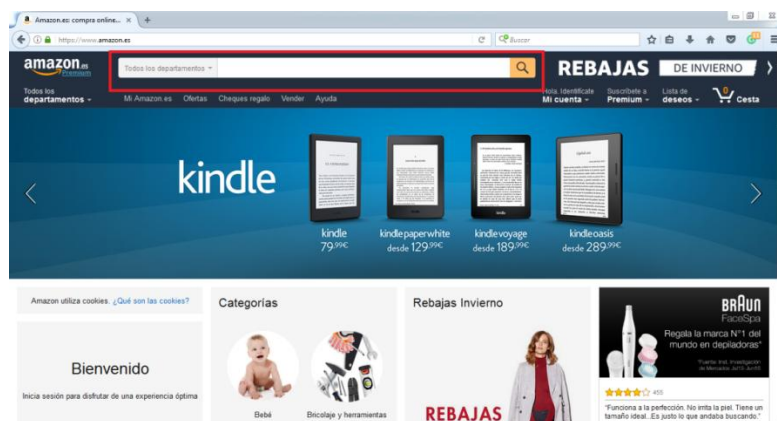 Amazon.es: compra online...
https://www.amazon.es
Buscar
amazon.es
Premium
Todos los departamentos
REBAJAS DE INVIERNO
Todos los
departamentos
Mi Amazon.es Ofertas Cheques regalo Vender Ayuda
Hola. Identifícate
Mi cuenta
Suscríbete a
Premium
Lista de
deseos
0
Cesta
kindle
kindle
79,99€
kindle paperwhite
desde 129,99€
kindle voyage
desde 189,99€
kindle oasis
desde 289,99€
Amazon utiliza cookies. ¿Qué son las cookies?
Bienvenido
Inicia sesión para disfrutar de una experiencia óptima
Categorías
Bebé
Bricolaje y herramientas
Rebajas Invierno
REBAJAS
BRAUN
FaceSpa
Regala la marca Nº1 del
mundo en depiladoras*
455
"Funciona a la perfección. No irrita la piel. Tiene un
tamaño ideal...Es justo lo que andaba buscando."